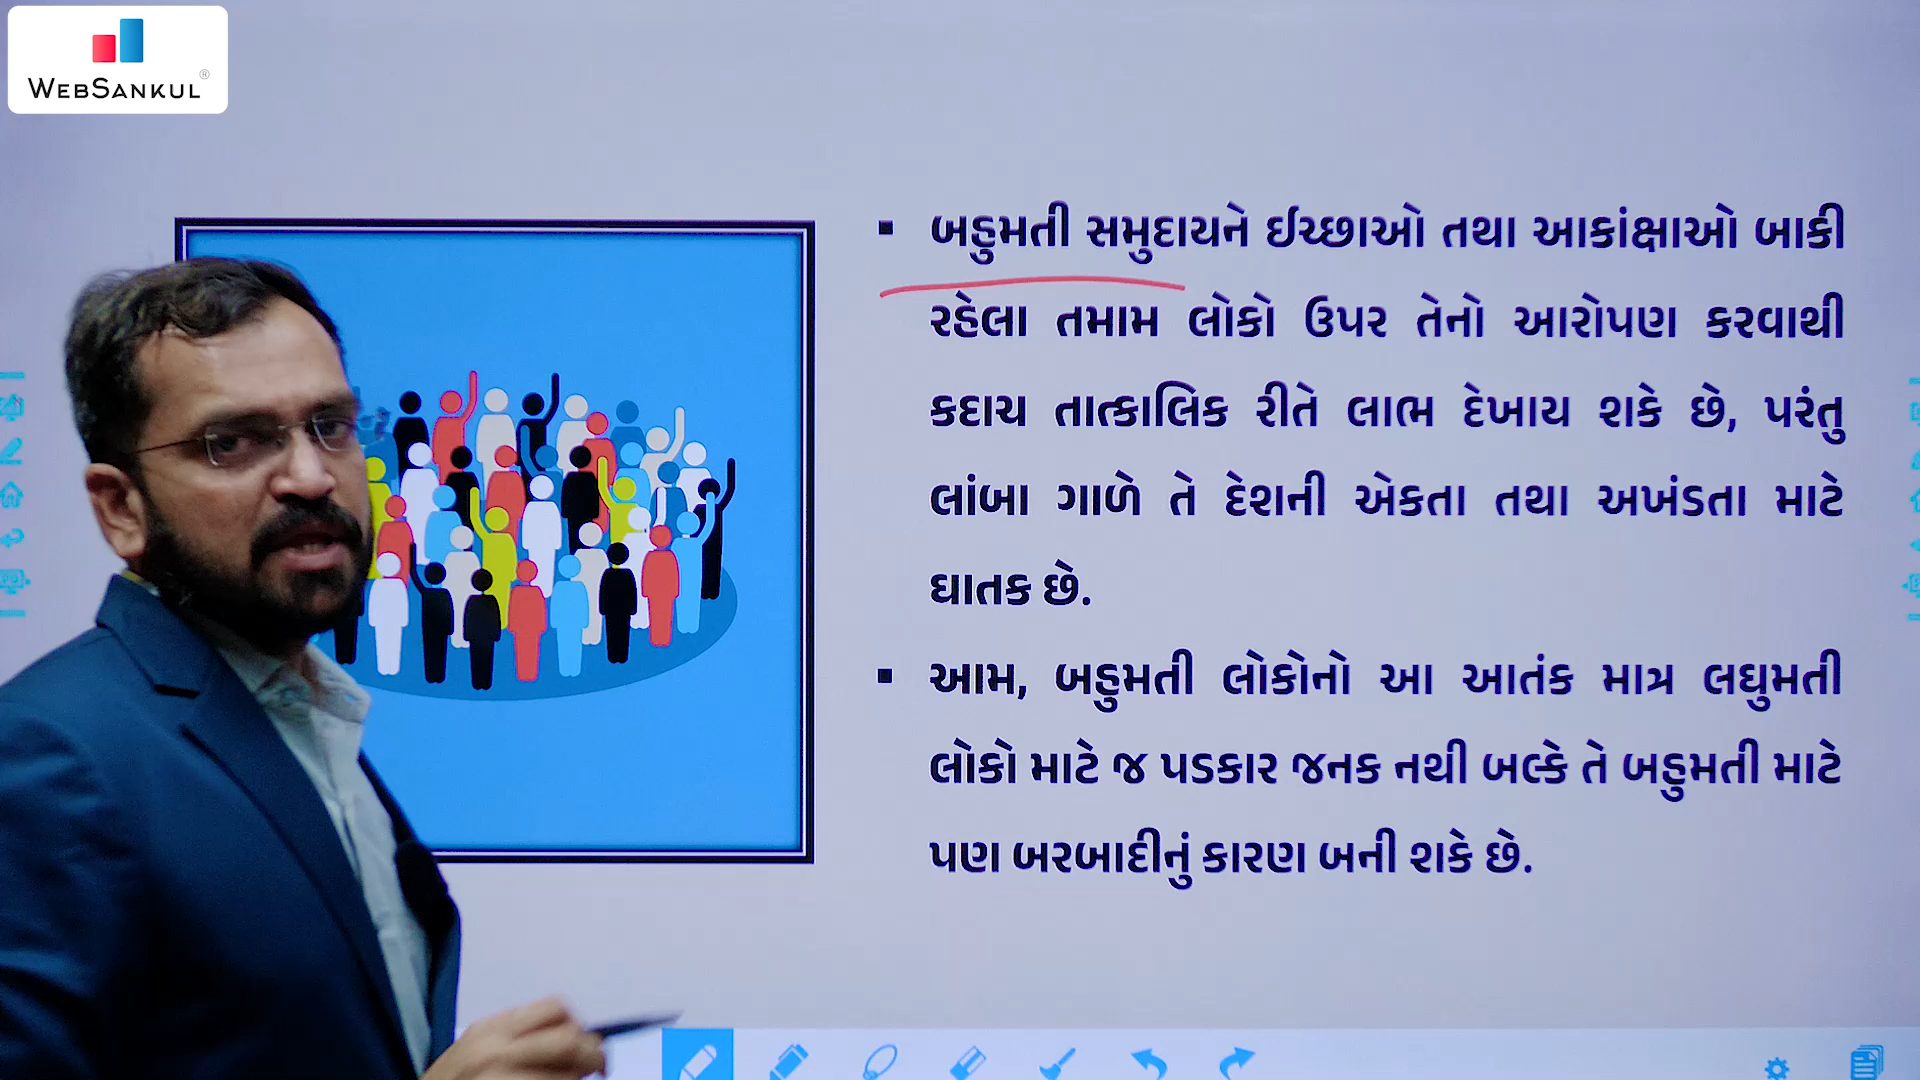 WEBSANKUL®
બહુમતી સમુદાયને ઈચ્છાઓ તથા આકાંક્ષાઓ બાકી
રહેલા તમામ લોકો ઉપર તેનો આરોપણ કરવાથી
કદાચ તાત્કાલિક રીતે લાભ દેખાય શકે છે, પરંતુ
લાંબા ગાળે તે દેશની એકતા તથા અખંડતા માટે
ઘાતક છે.
આમ, બહુમતી લોકોનો આ આતંક માત્ર લઘુમતી
લોકો માટે જ પડકાર જનક નથી બલ્કે તે બહુમતી માટે
પણ બરબાદીનું કારણ બની શકે છે.